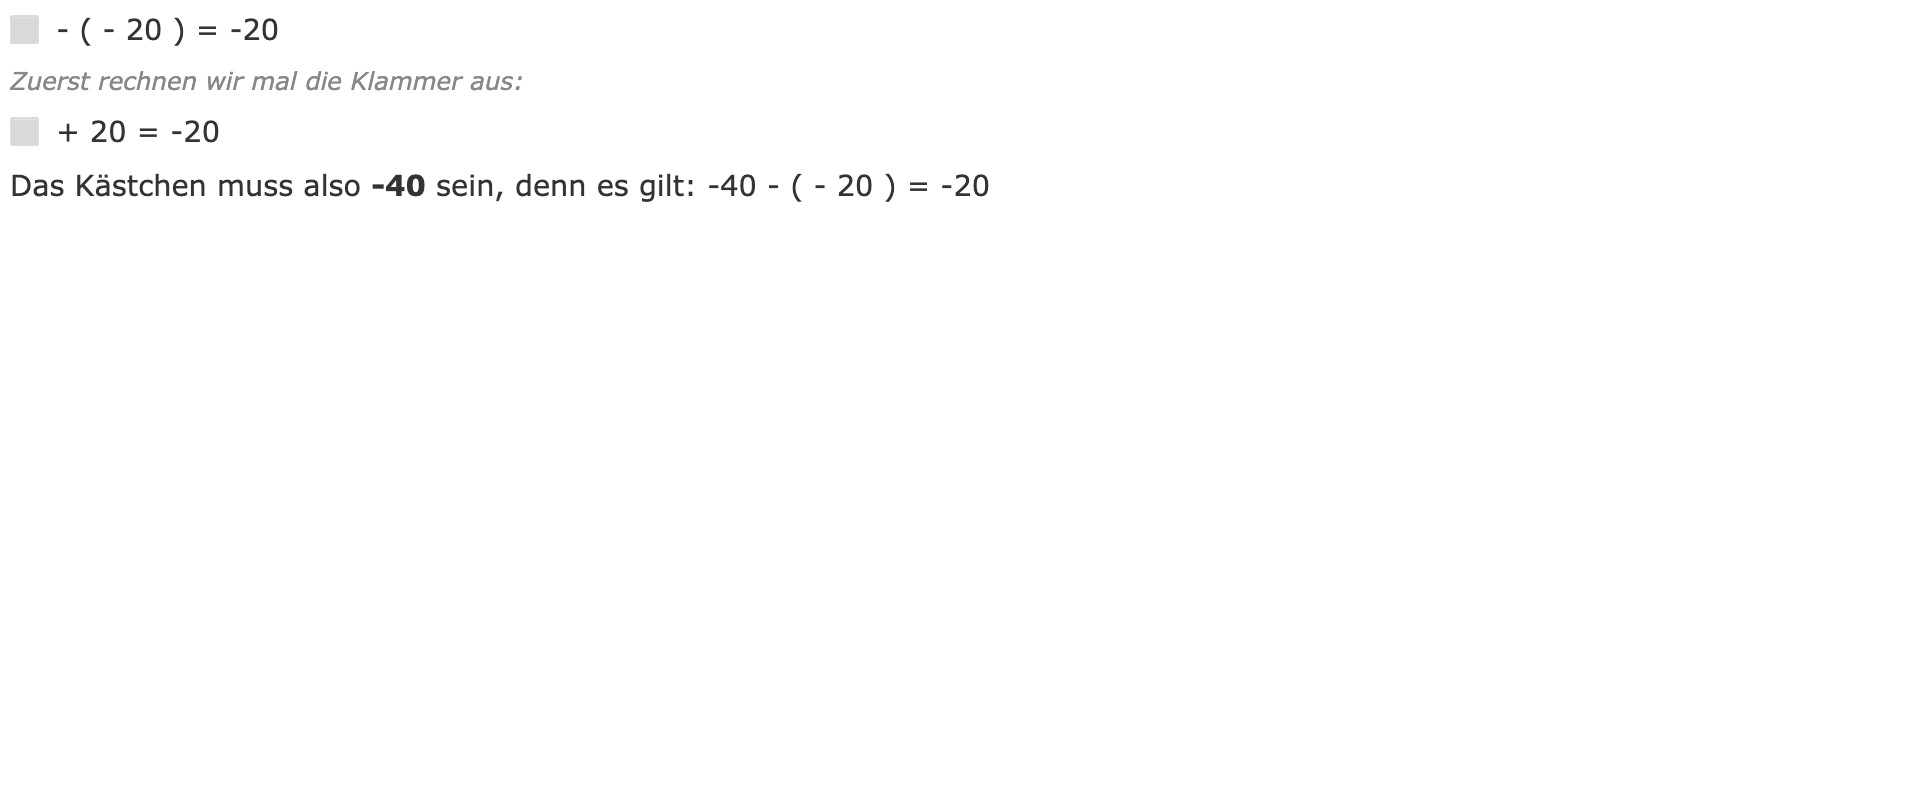 - ( - 20 ) = -20
Zuerst rechnen wir mal die Klammer aus:
+ 20 = -20
Das Kästchen muss also -40 sein, denn es gilt: -40 - ( - 20 ) = -20